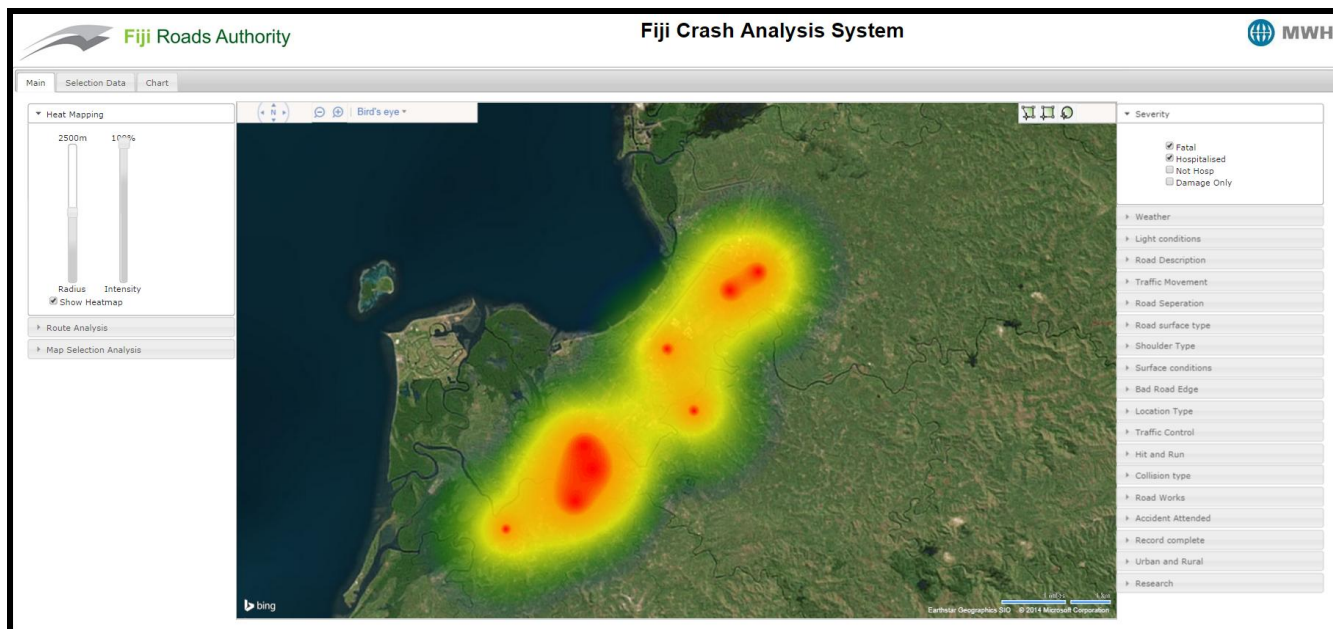 Fiji Roads Authority
Fiji Crash Analysis System
MWH
Main
Selection Data
Chart
Heat Mapping
2500m
100%
Radius
Intensity
Show Heatmap
Route Analysis
Map Selection Analysis
N
Bird's eye
bing
Earthstar Geographics SIO © 2014 Microsoft Corporation
Severity
Fatal
Hospitalised
Not Hosp
Damage Only
Weather
Light conditions
Road Description
Traffic Movement
Road Seperation
Road surface type
Shoulder Type
Surface conditions
Bad Road Edge
Location Type
Traffic Control
Hit and Run
Collision type
Road Works
Accident Attended
Record complete
Urban and Rural
Research